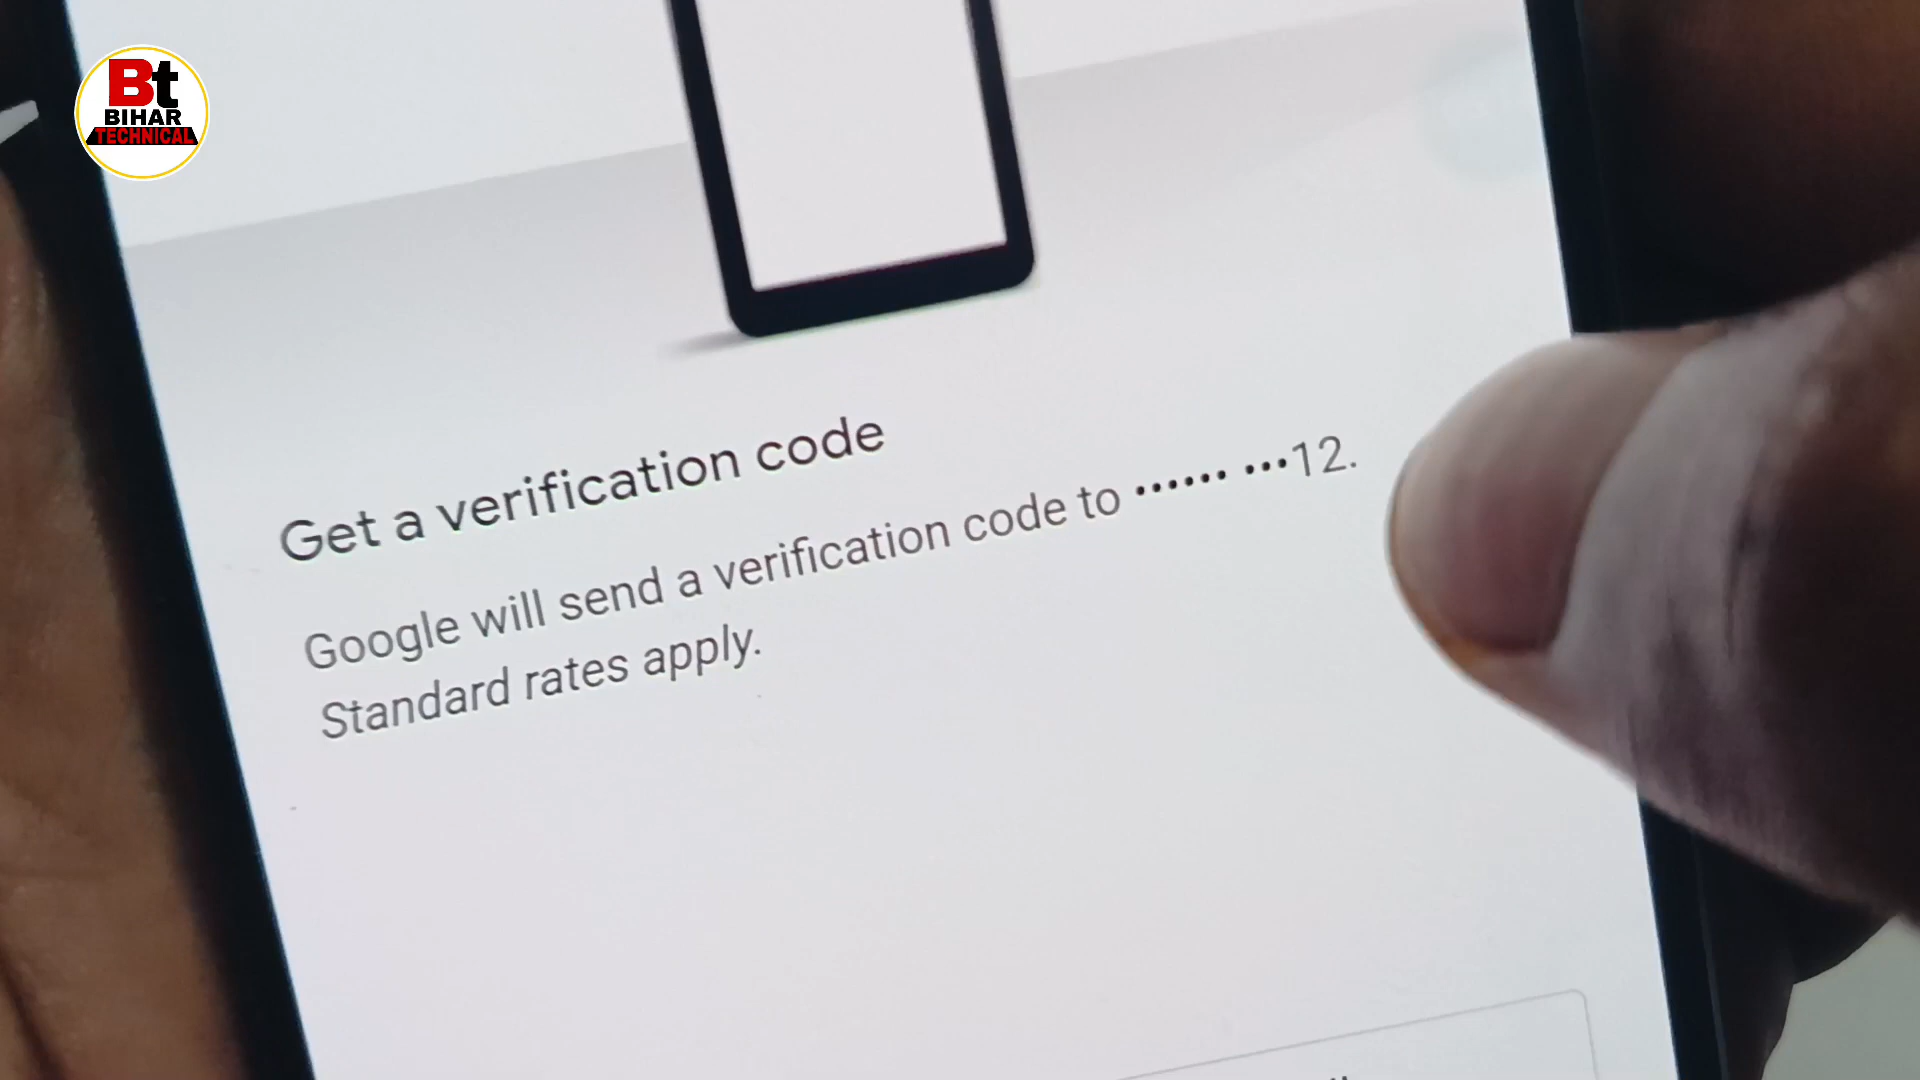 Bt
BIHAR
TECHNICAL
Get a verification code
Google will send a verification code to •••••• •••12.
Standard rates apply.